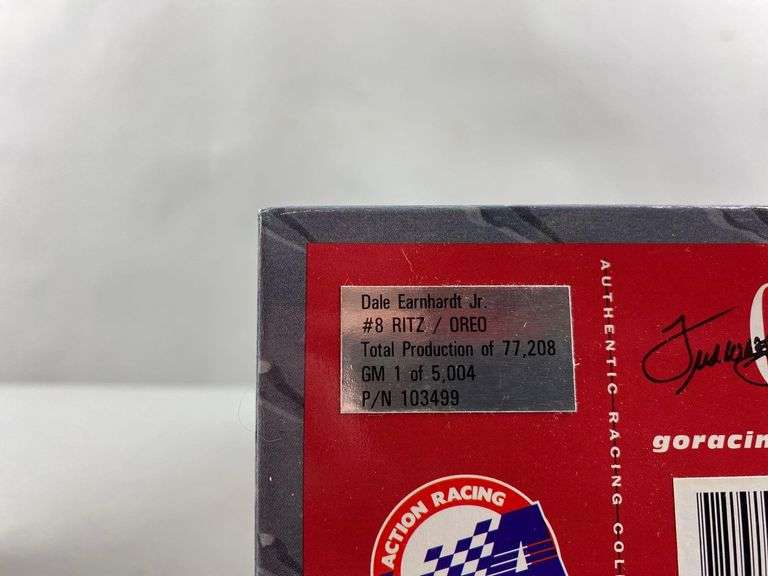 Dale Earnhardt Jr.
#8 RITZ / OREO
Total Production of 77,208
GM 1 of 5,004
P/N 103499
AUTHENTIC RACING COL
goracin
ACTION RACING